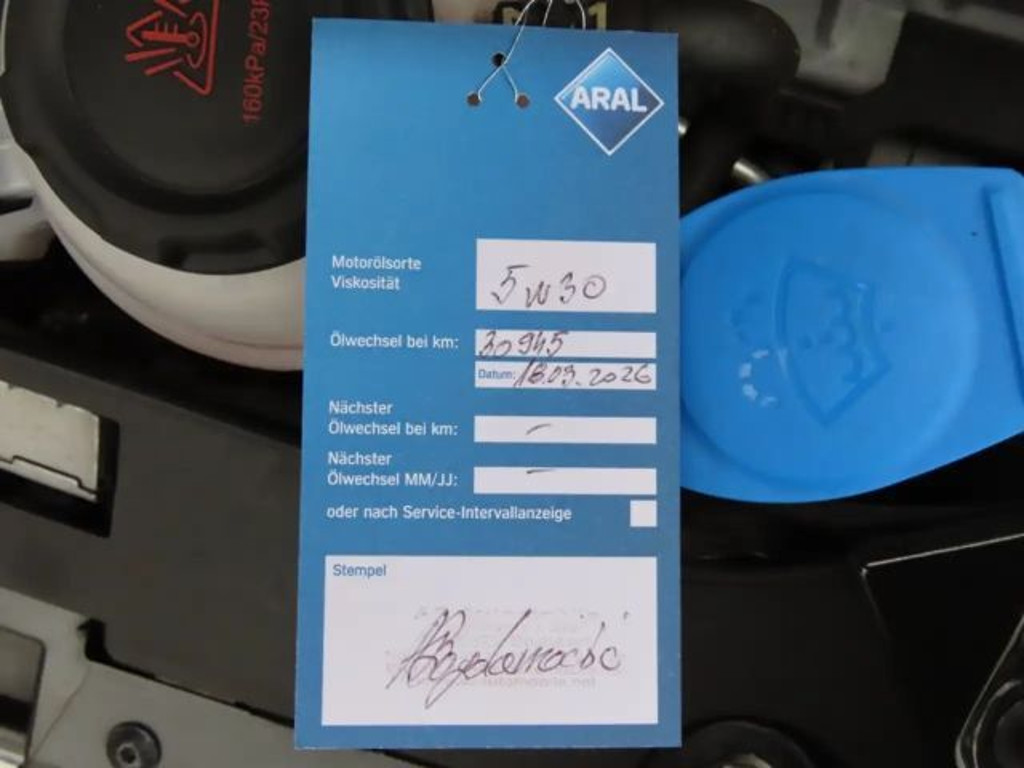 160kPa/23P
ARAL
Motorölsorte
Viskosität
5W30
Ölwechsel bei km: 30945
Datum: 18.03.2026
Nächster
Ölwechsel bei km: -
Nächster
Ölwechsel MM/JJ: -
oder nach Service-Intervallanzeige
Stempel